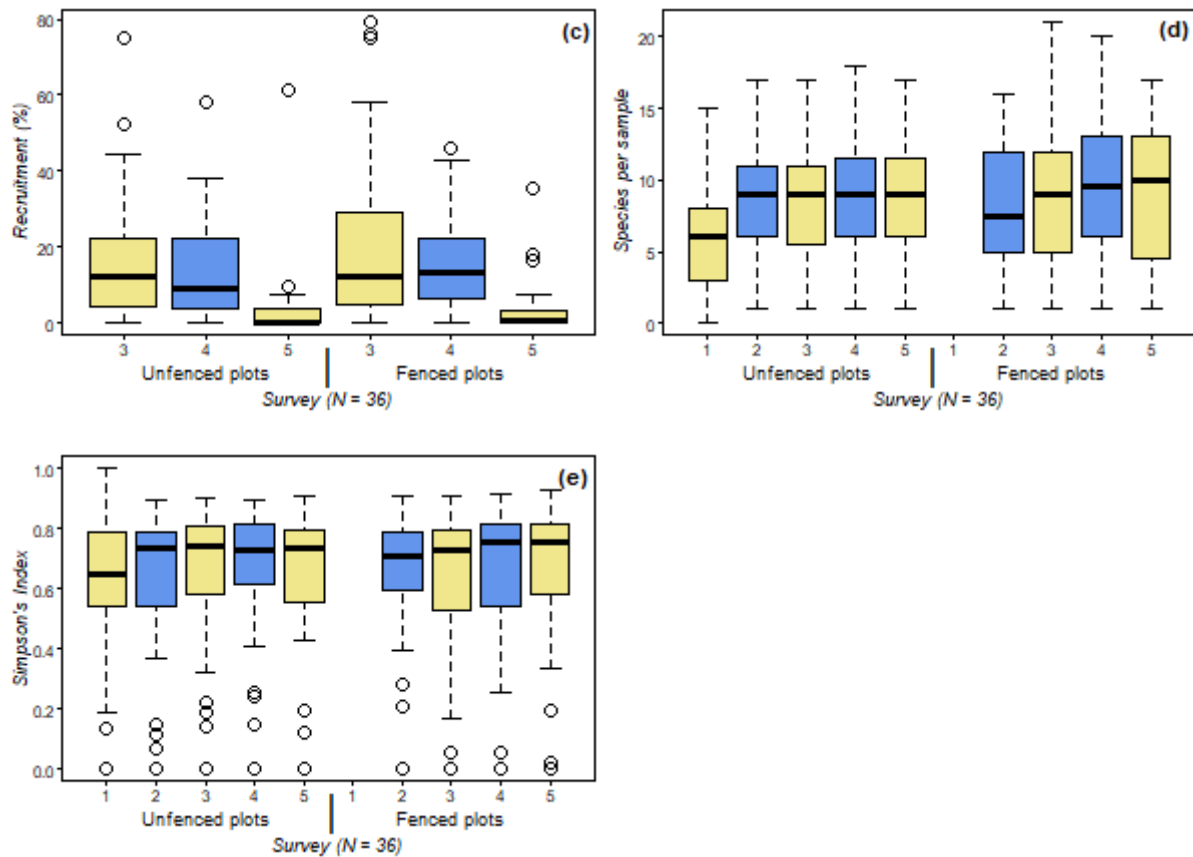 (c)
Recruitment (%)
80
60
40
20
0
3 4 5 3 4 5
Unfenced plots Fenced plots
Survey (N = 36)
(d)
Species per sample
20
15
10
5
0
1 2 3 4 5 1 2 3 4 5
Unfenced plots Fenced plots
Survey (N = 36)
(e)
Simpson's Index
1.0
0.8
0.6
0.4
0.2
0.0
1 2 3 4 5 1 2 3 4 5
Unfenced plots Fenced plots
Survey (N = 36)